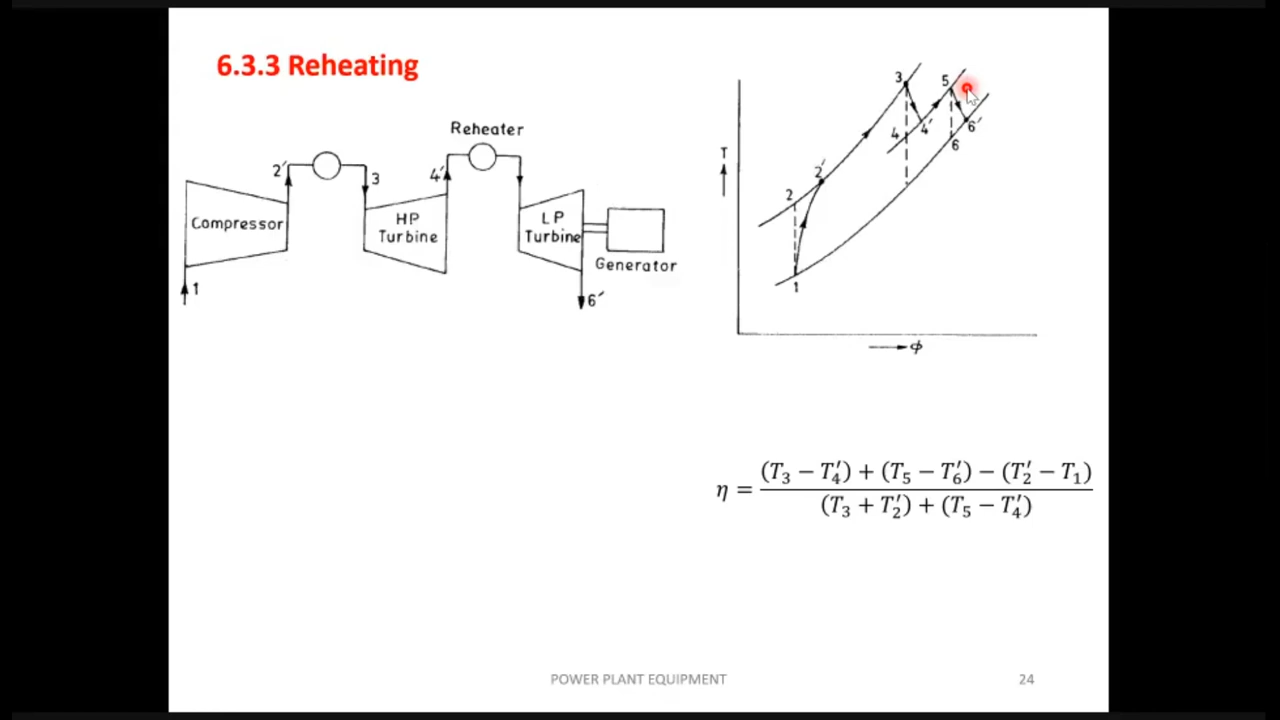 6.3.3 Reheating
Reheater
2′
3
4′
Compressor
HP
Turbine
LP
Turbine
Generator
1
6′
T
3
5
4
4′
6′
6
2′
2
1
ϕ
η = (T₃ − T₄′) + (T₅ − T₆′) − (T₂′ − T₁)
(T₃ + T₂′) + (T₅ − T₄′)
POWER PLANT EQUIPMENT
24